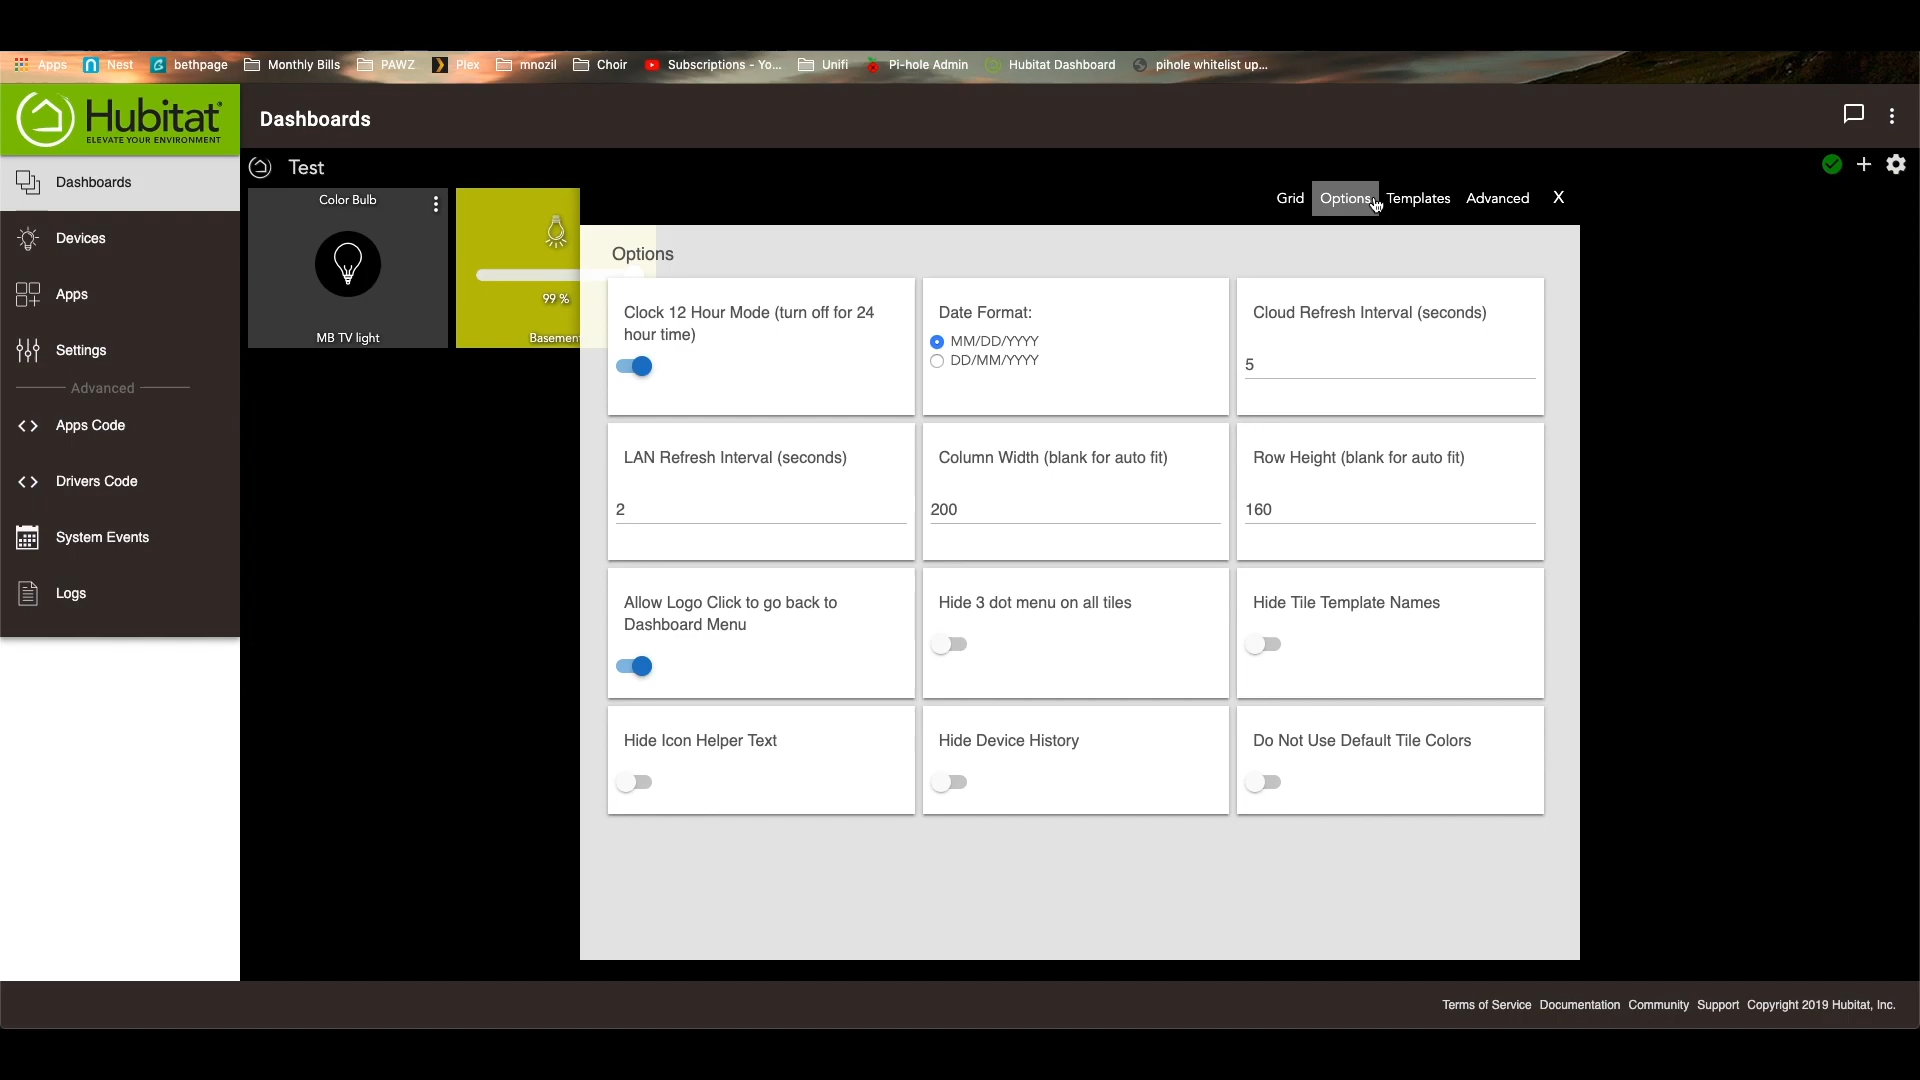 Apps Nest bethpage Monthly Bills PAWZ Plex mnozil Choir Subscriptions - Yo... Unifi Pi-hole Admin Hubitat Dashboard pihole whitelist up...
Hubitat
ELEVATE YOUR ENVIRONMENT
Dashboards
Dashboards
Devices
Apps
Settings
Advanced
Apps Code
Drivers Code
System Events
Logs
Test
Color Bulb
MB TV light
99 %
Basemen
Grid Options Templates Advanced X
Options
Clock 12 Hour Mode (turn off for 24
hour time)
Date Format:
MM/DD/YYYY
DD/MM/YYYY
Cloud Refresh Interval (seconds)
5
LAN Refresh Interval (seconds)
2
Column Width (blank for auto fit)
200
Row Height (blank for auto fit)
160
Allow Logo Click to go back to
Dashboard Menu
Hide 3 dot menu on all tiles
Hide Tile Template Names
Hide Icon Helper Text
Hide Device History
Do Not Use Default Tile Colors
Terms of Service Documentation Community Support Copyright 2019 Hubitat, Inc.